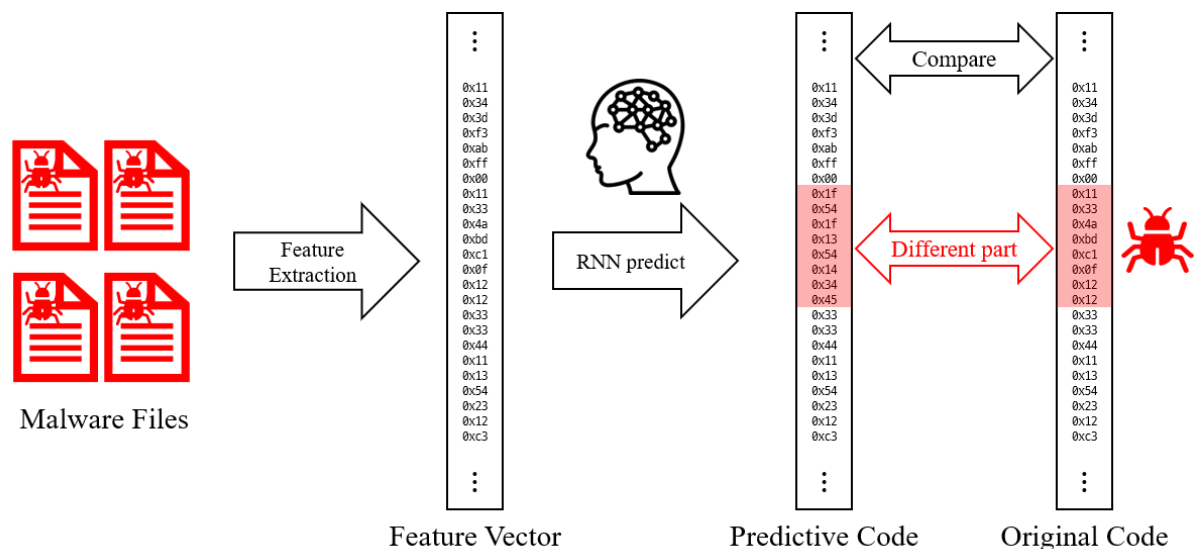 Malware Files
Feature
Extraction
⋮
0x11
0x34
0x3d
0xf3
0xab
0xff
0x00
0x11
0x33
0x4a
0xbd
0xc1
0x0f
0x12
0x12
0x33
0x33
0x44
0x11
0x13
0x54
0x23
0x12
0xc3
⋮
Feature Vector
RNN predict
⋮
0x11
0x34
0x3d
0xf3
0xab
0xff
0x00
0x1f
0x54
0x1f
0x13
0x54
0x14
0x34
0x45
0x33
0x33
0x44
0x11
0x13
0x54
0x23
0x12
0xc3
⋮
Predictive Code
Compare
Different part
⋮
0x11
0x34
0x3d
0xf3
0xab
0xff
0x00
0x11
0x33
0x4a
0xbd
0xc1
0x0f
0x12
0x12
0x33
0x33
0x44
0x11
0x13
0x54
0x23
0x12
0xc3
⋮
Original Code